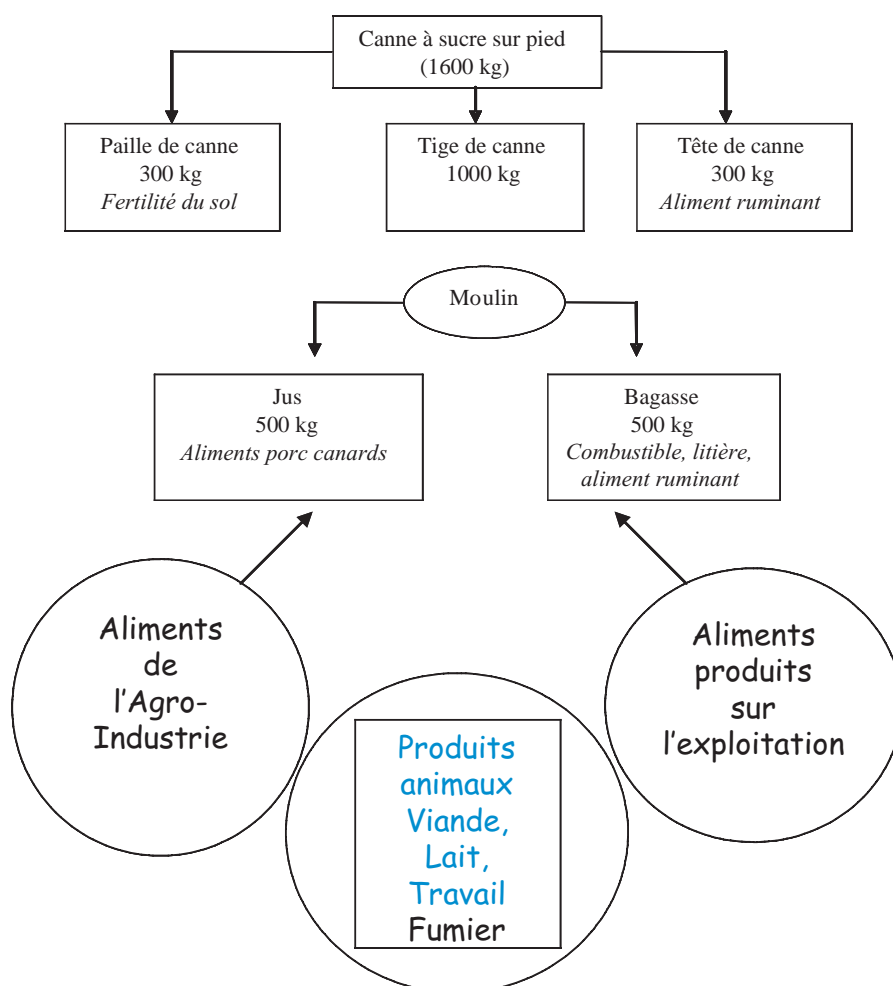 Canne à sucre sur pied
(1600 kg)
Paille de canne
300 kg
Fertilité du sol
Tige de canne
1000 kg
Tête de canne
300 kg
Aliment ruminant
Moulin
Jus
500 kg
Aliments porc canards
Bagasse
500 kg
Combustible, litière,
aliment ruminant
Aliments
de
l'Agro-
Industrie
Produits
animaux
Viande,
Lait,
Travail
Fumier
Aliments
produits
sur
l'exploitation